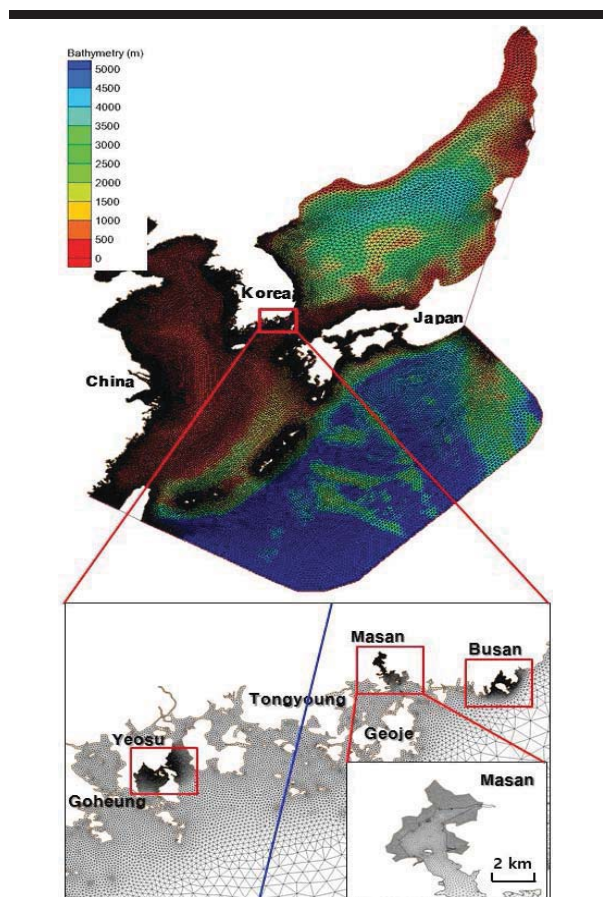 Bathymetry (m)
5000
4500
4000
3500
3000
2500
2000
1500
1000
500
0
Korea
Japan
China
Masan
Busan
Tongyoung
Geoje
Yeosu
Goheung
Masan
2 km